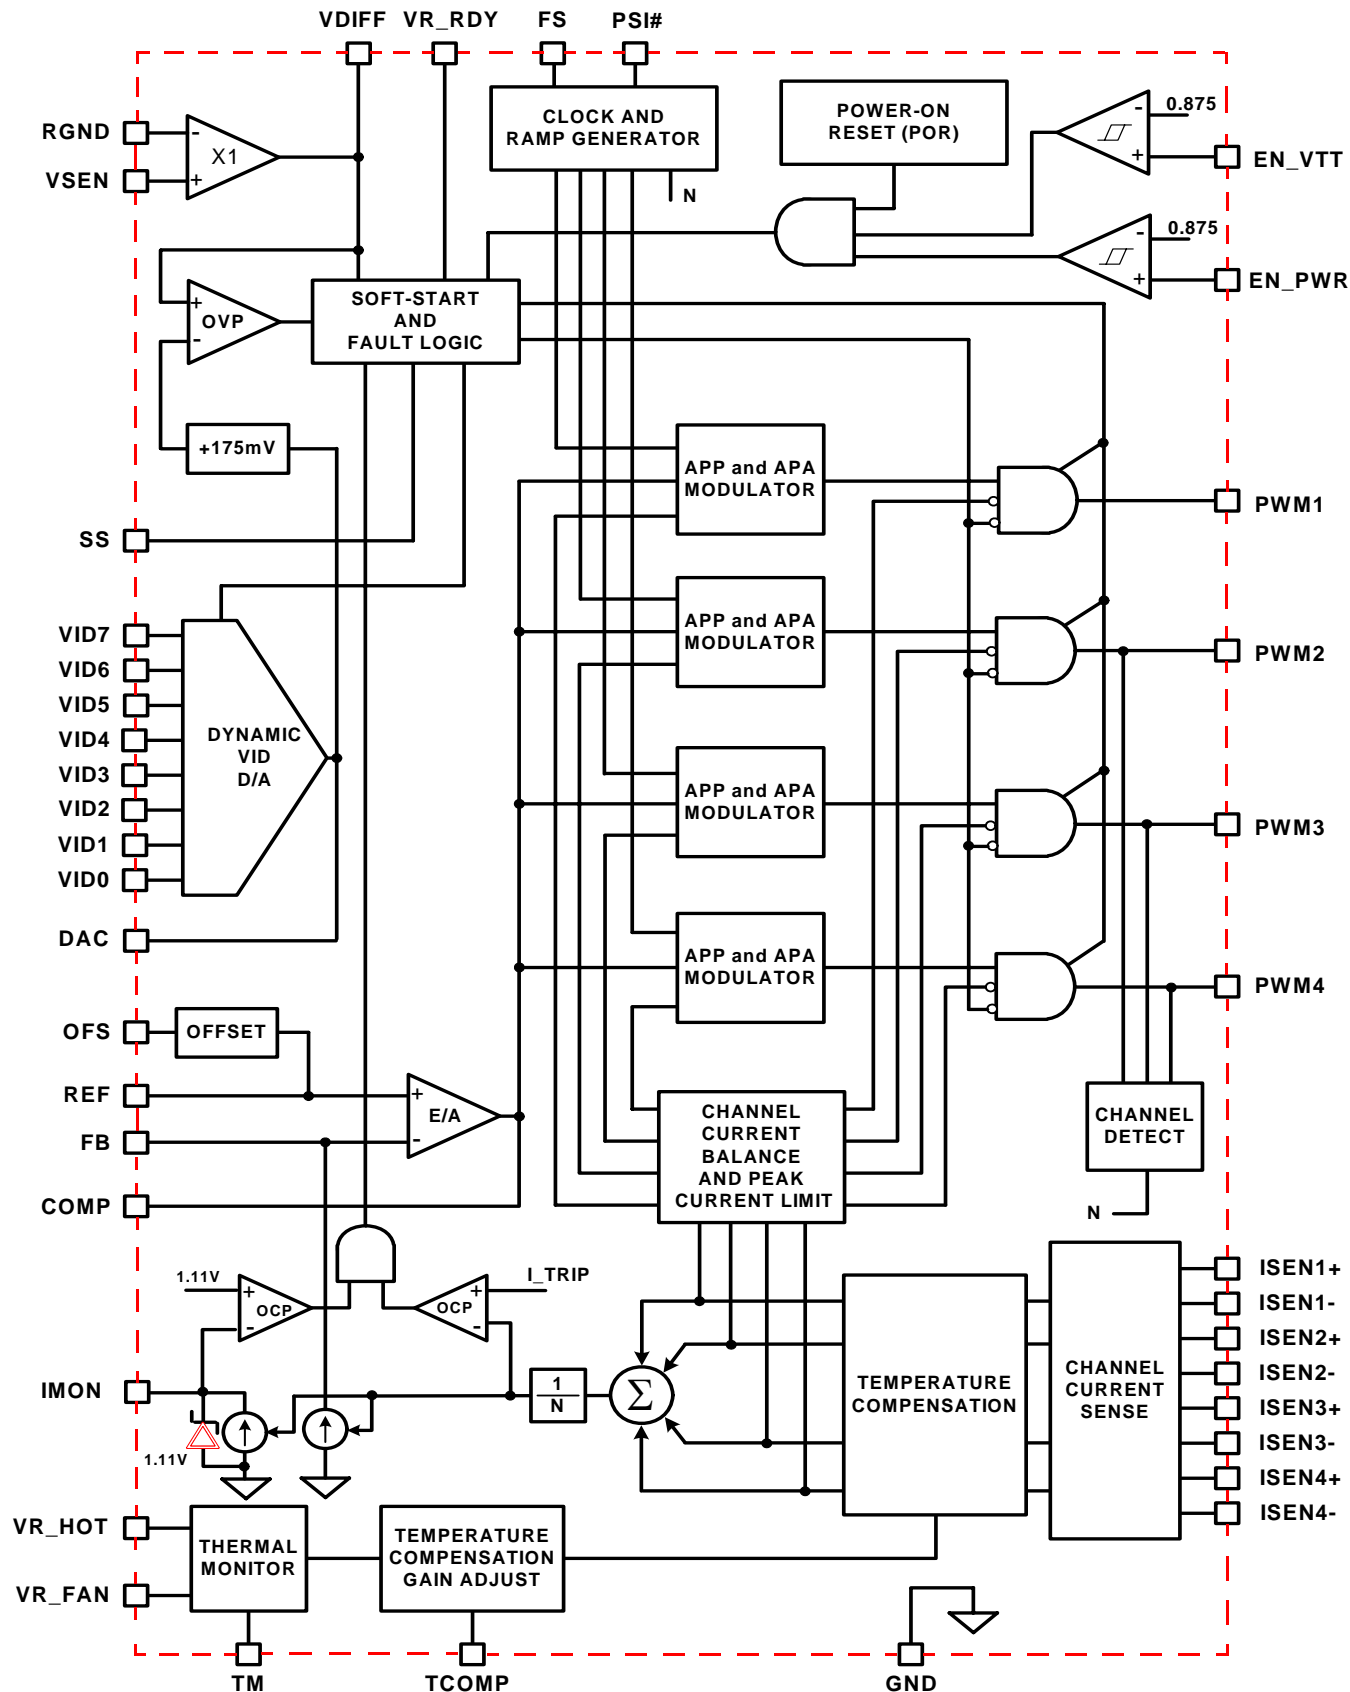 VDIFF
VR_RDY
FS
PSI#
RGND
VSEN
-
+
X1
CLOCK AND
RAMP GENERATOR
N
POWER-ON
RESET (POR)
-
+
0.875
EN_VTT
-
+
0.875
EN_PWR
+
-
OVP
SOFT-START
AND
FAULT LOGIC
+175mV
SS
VID7
VID6
VID5
VID4
VID3
VID2
VID1
VID0
DYNAMIC
VID
D/A
DAC
APP and APA
MODULATOR
APP and APA
MODULATOR
APP and APA
MODULATOR
APP and APA
MODULATOR
PWM1
PWM2
PWM3
PWM4
OFS
OFFSET
REF
FB
COMP
+
-
E/A
CHANNEL
CURRENT
BALANCE
AND PEAK
CURRENT LIMIT
CHANNEL
DETECT
N
1.11V
+
-
OCP
OCP
+
-
I_TRIP
IMON
1.11V
1
N
Σ
TEMPERATURE
COMPENSATION
CHANNEL
CURRENT
SENSE
ISEN1+
ISEN1-
ISEN2+
ISEN2-
ISEN3+
ISEN3-
ISEN4+
ISEN4-
VR_HOT
VR_FAN
THERMAL
MONITOR
TEMPERATURE
COMPENSATION
GAIN ADJUST
TM
TCOMP
GND